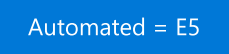 Automated = E5